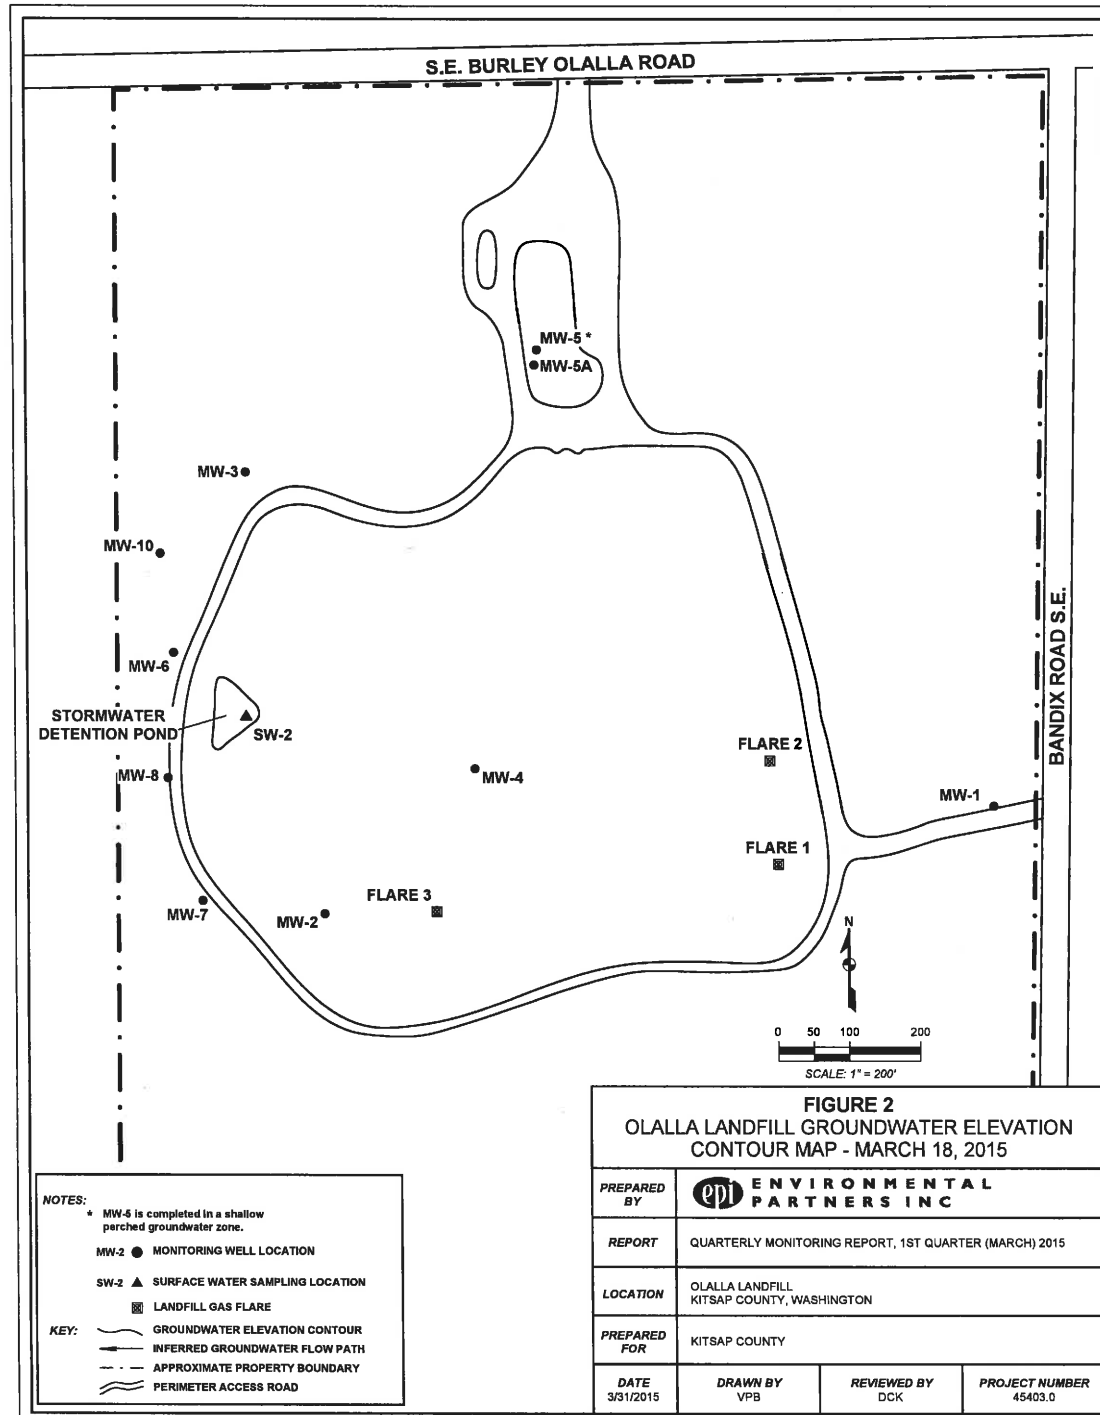 S.E. BURLEY OLALLA ROAD
MW-5 *
MW-5A
MW-3
MW-10
MW-6
STORMWATER
DETENTION POND
SW-2
BANDIX ROAD S.E.
FLARE 2
MW-8
MW-4
MW-1
FLARE 1
FLARE 3
MW-7
MW-2
N
0 50 100 200
SCALE: 1" = 200'
FIGURE 2
OLALLA LANDFILL GROUNDWATER ELEVATION
CONTOUR MAP - MARCH 18, 2015
PREPARED
BY
epi
ENVIRONMENTAL
PARTNERS INC
REPORT
QUARTERLY MONITORING REPORT, 1ST QUARTER (MARCH) 2015
LOCATION
OLALLA LANDFILL
KITSAP COUNTY, WASHINGTON
PREPARED
FOR
KITSAP COUNTY
DATE
3/31/2015
DRAWN BY
VPB
REVIEWED BY
DCK
PROJECT NUMBER
45403.0
NOTES:
* MW-5 is completed in a shallow
perched groundwater zone.
MW-2 MONITORING WELL LOCATION
SW-2 SURFACE WATER SAMPLING LOCATION
LANDFILL GAS FLARE
KEY: GROUNDWATER ELEVATION CONTOUR
INFERRED GROUNDWATER FLOW PATH
APPROXIMATE PROPERTY BOUNDARY
PERIMETER ACCESS ROAD